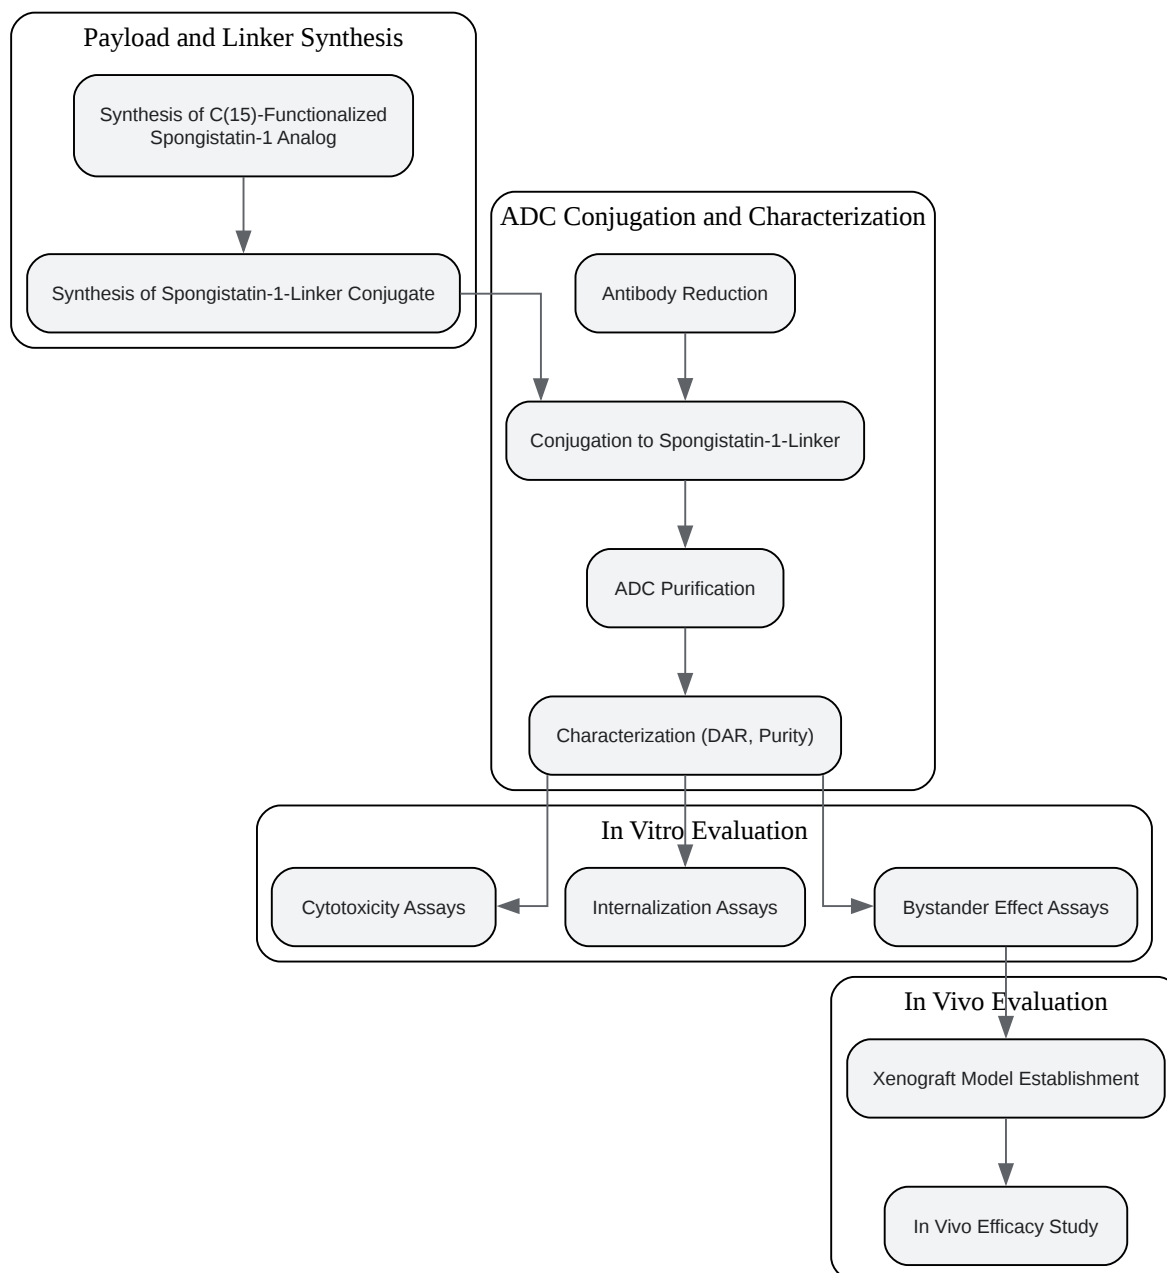 Payload and Linker Synthesis
Synthesis of C(15)-Functionalized
Spongistatin-1 Analog
Synthesis of Spongistatin-1-Linker Conjugate
ADC Conjugation and Characterization
Antibody Reduction
Conjugation to Spongistatin-1-Linker
ADC Purification
Characterization (DAR, Purity)
In Vitro Evaluation
Cytotoxicity Assays
Internalization Assays
Bystander Effect Assays
In Vivo Evaluation
Xenograft Model Establishment
In Vivo Efficacy Study